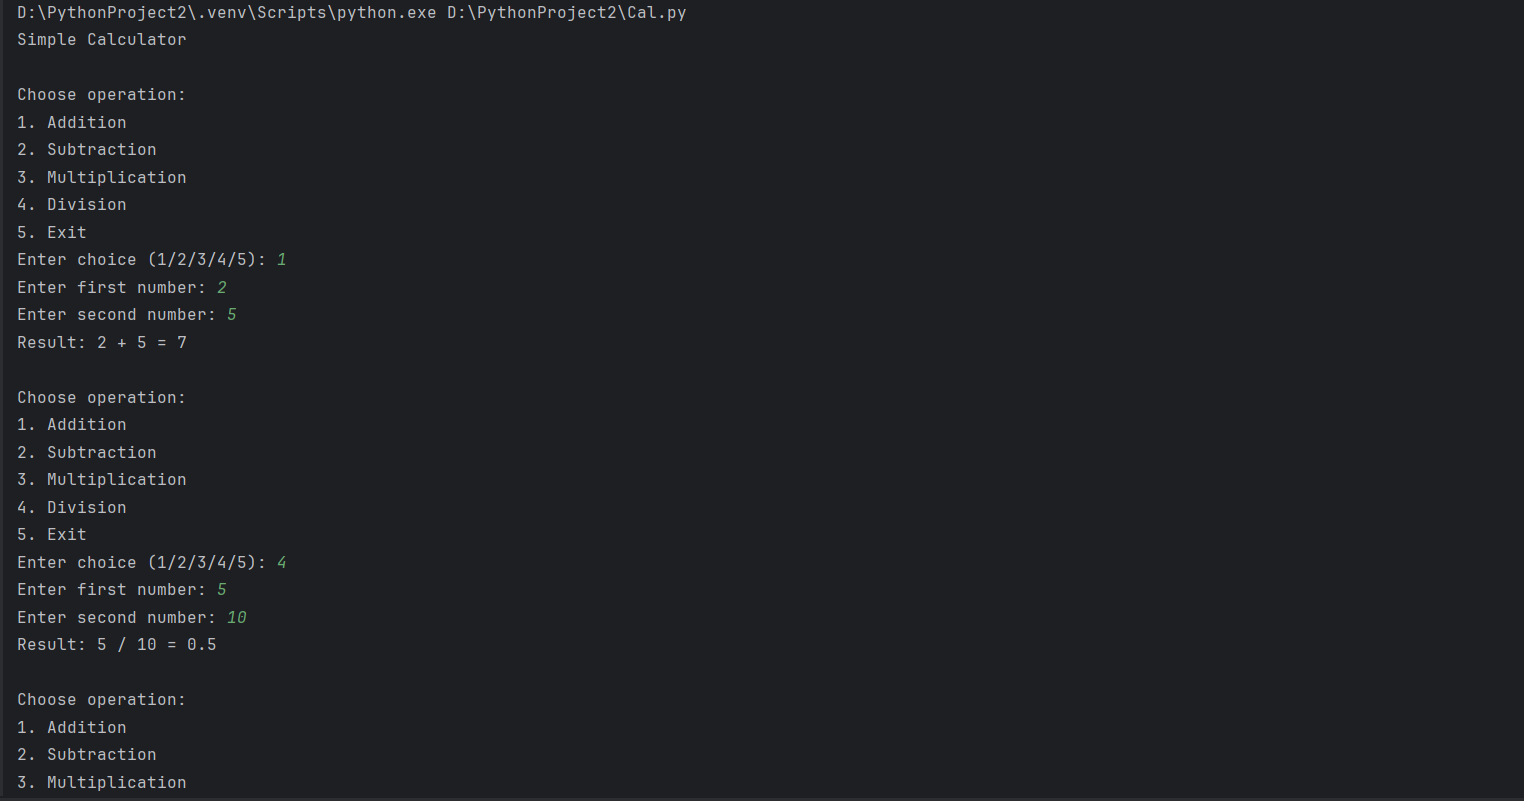 D:\PythonProject2\.venv\Scripts\python.exe D:\PythonProject2\Cal.py
Simple Calculator
Choose operation:
1. Addition
2. Subtraction
3. Multiplication
4. Division
5. Exit
Enter choice (1/2/3/4/5): 1
Enter first number: 2
Enter second number: 5
Result: 2 + 5 = 7
Choose operation:
1. Addition
2. Subtraction
3. Multiplication
4. Division
5. Exit
Enter choice (1/2/3/4/5): 4
Enter first number: 5
Enter second number: 10
Result: 5 / 10 = 0.5
Choose operation:
1. Addition
2. Subtraction
3. Multiplication